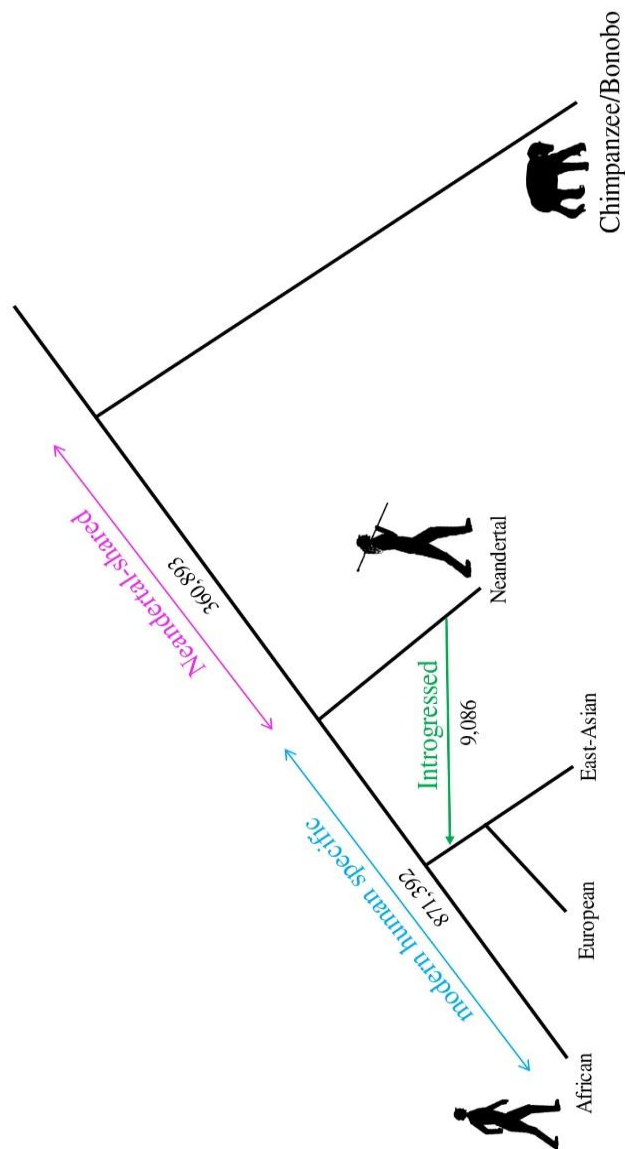 Neandertal-shared
360,893
Chimpanzee/Bonobo
Neandertal
Introgressed
9,086
modern human specific
871,392
East-Asian
European
African